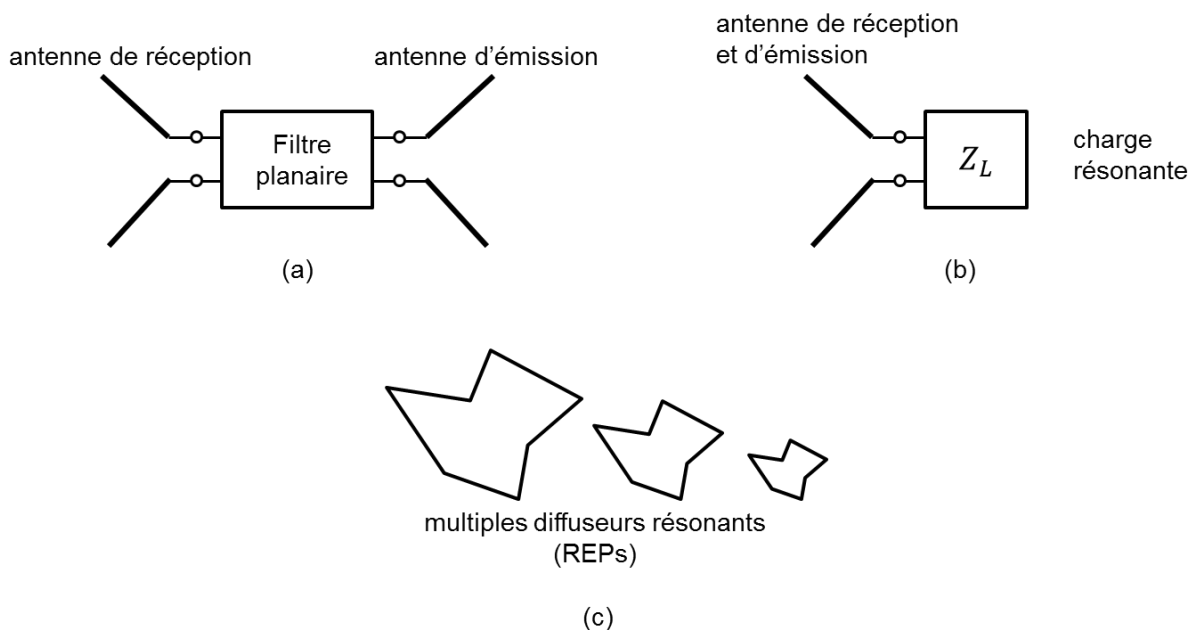 antenne de réception
antenne d'émission
Filtre
planaire
(a)
antenne de réception
et d'émission
Z_L
charge
résonante
(b)
multiples diffuseurs résonants
(REPs)
(c)